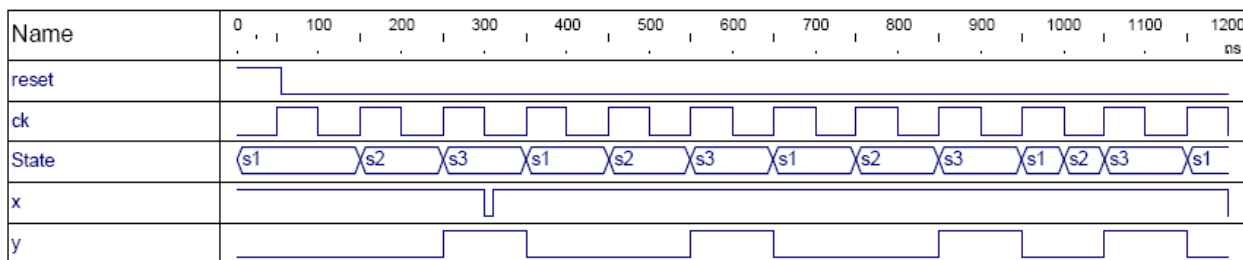 Name 0 100 200 300 400 500 600 700 800 900 1000 1100 1200
ns
reset
ck
State s1 s2 s3 s1 s2 s3 s1 s2 s3 s1 s2 s3 s1
x
y